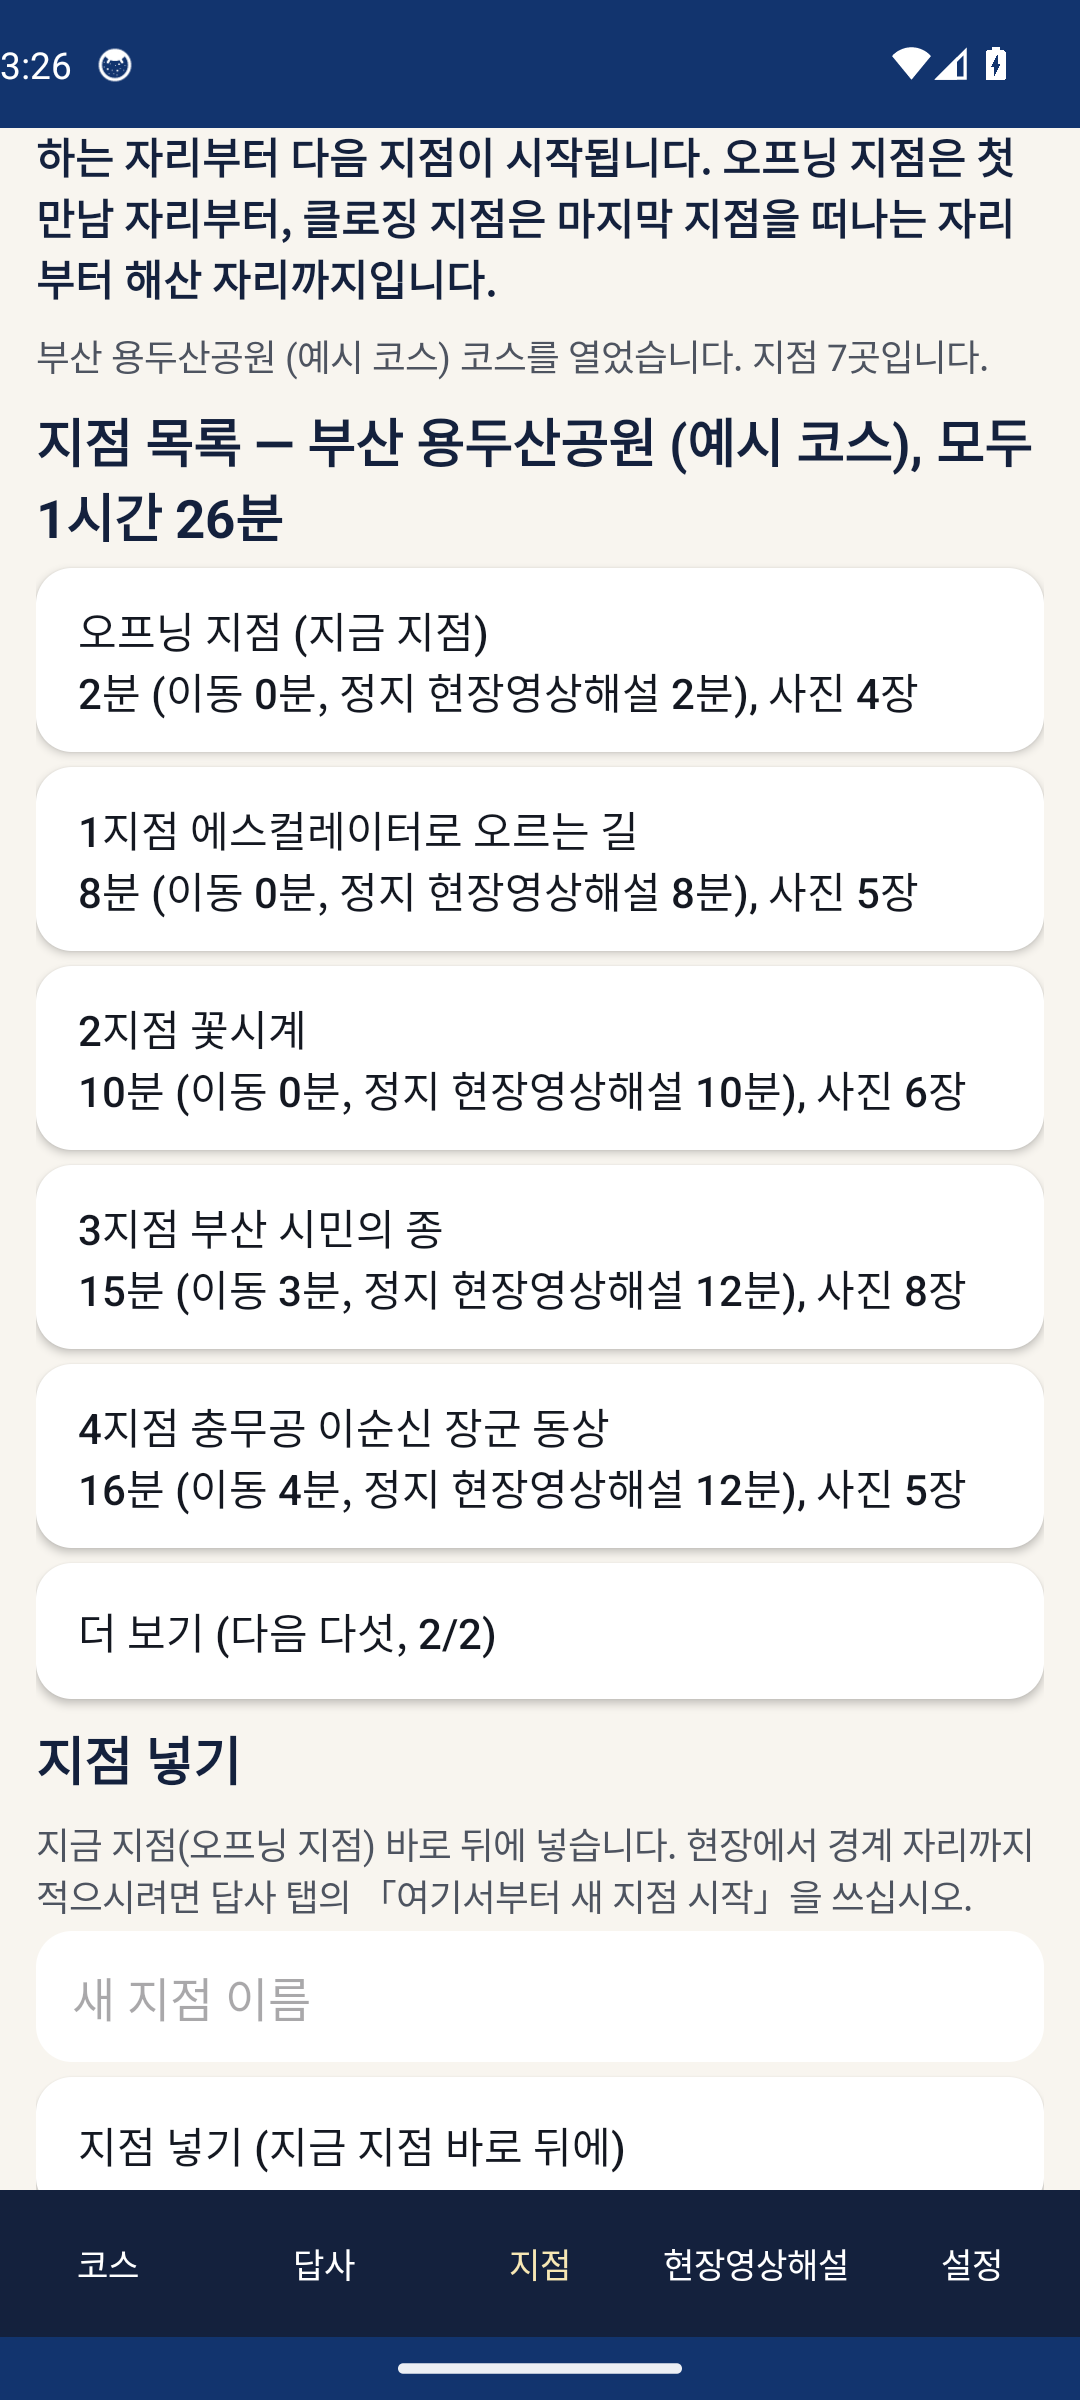 3:26
하는 자리부터 다음 지점이 시작됩니다. 오프닝 지점은 첫
만남 자리부터, 클로징 지점은 마지막 지점을 떠나는 자리
부터 해산 자리까지입니다.
부산 용두산공원 (예시 코스) 코스를 열었습니다. 지점 7곳입니다.
지점 목록 – 부산 용두산공원 (예시 코스), 모두
1시간 26분
오프닝 지점 (지금 지점)
2분 (이동 0분, 정지 현장영상해설 2분), 사진 4장
1지점 에스컬레이터로 오르는 길
8분 (이동 0분, 정지 현장영상해설 8분), 사진 5장
2지점 꽃시계
10분 (이동 0분, 정지 현장영상해설 10분), 사진 6장
3지점 부산 시민의 종
15분 (이동 3분, 정지 현장영상해설 12분), 사진 8장
4지점 충무공 이순신 장군 동상
16분 (이동 4분, 정지 현장영상해설 12분), 사진 5장
더 보기 (다음 다섯, 2/2)
지점 넣기
지금 지점(오프닝 지점) 바로 뒤에 넣습니다. 현장에서 경계 자리까지
적으시려면 답사 탭의 「여기서부터 새 지점 시작」을 쓰십시오.
새 지점 이름
지점 넣기 (지금 지점 바로 뒤에)
코스 답사 지점 현장영상해설 설정